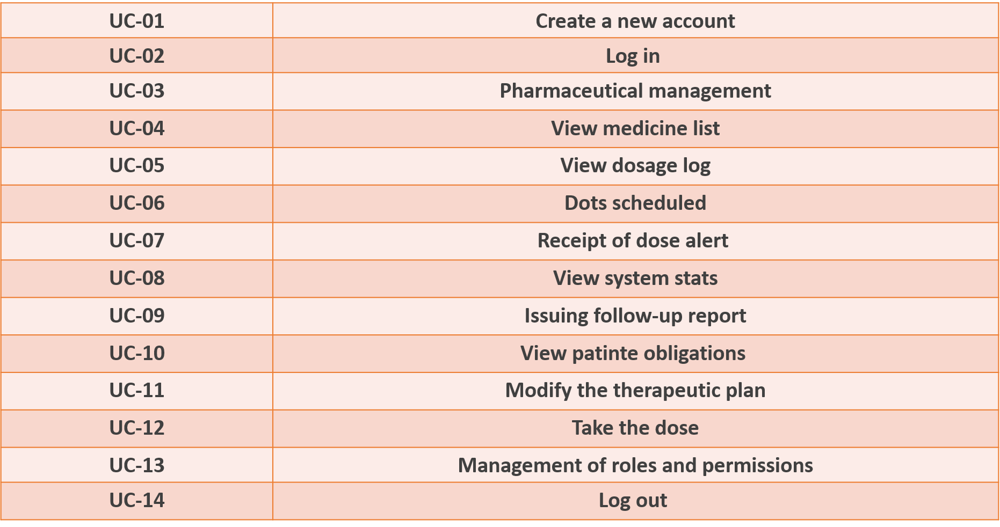 UC-01 Create a new account
UC-02 Log in
UC-03 Pharmaceutical management
UC-04 View medicine list
UC-05 View dosage log
UC-06 Dots scheduled
UC-07 Receipt of dose alert
UC-08 View system stats
UC-09 Issuing follow-up report
UC-10 View patinte obligations
UC-11 Modify the therapeutic plan
UC-12 Take the dose
UC-13 Management of roles and permissions
UC-14 Log out